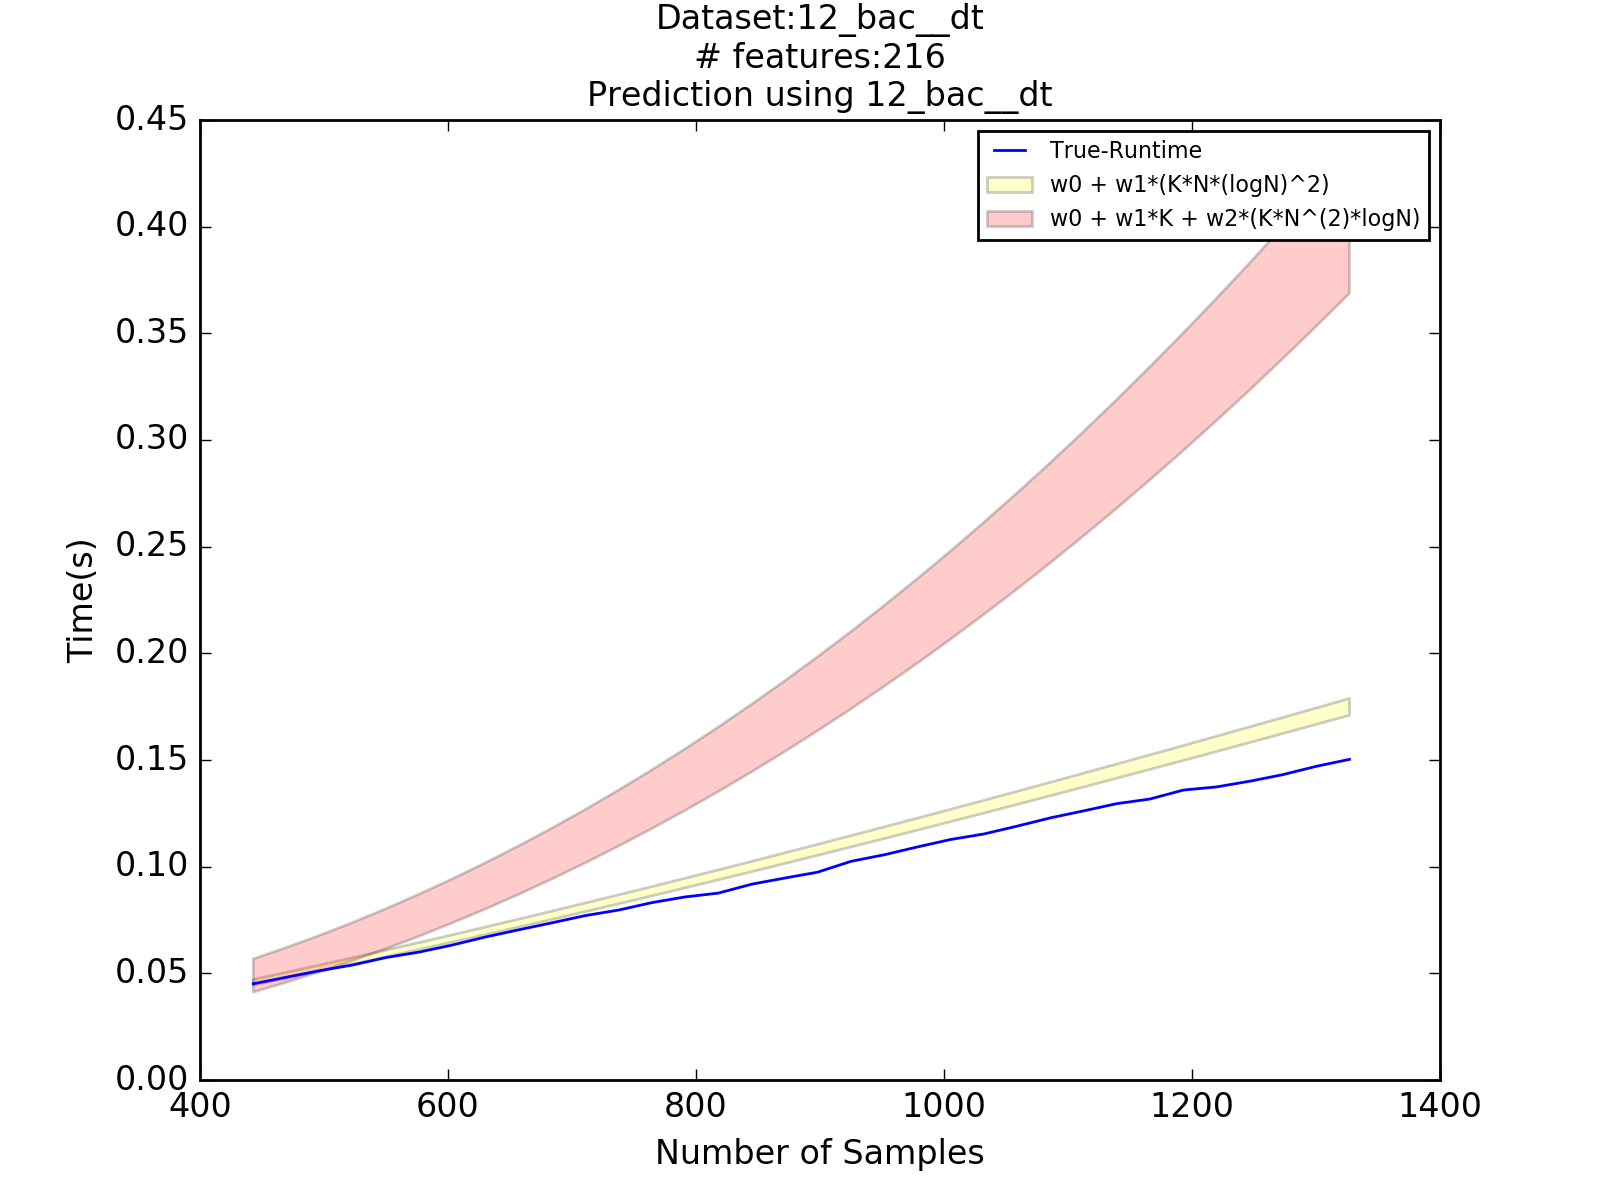 Dataset:12_bac__dt
# features:216
Prediction using 12_bac__dt
0.45
0.40
0.35
0.30
0.25
0.20
0.15
0.10
0.05
0.00
Time(s)
True-Runtime
w0 + w1*(K*N*(logN)^2)
w0 + w1*K + w2*(K*N^(2)*logN)
400 600 800 1000 1200 1400
Number of Samples